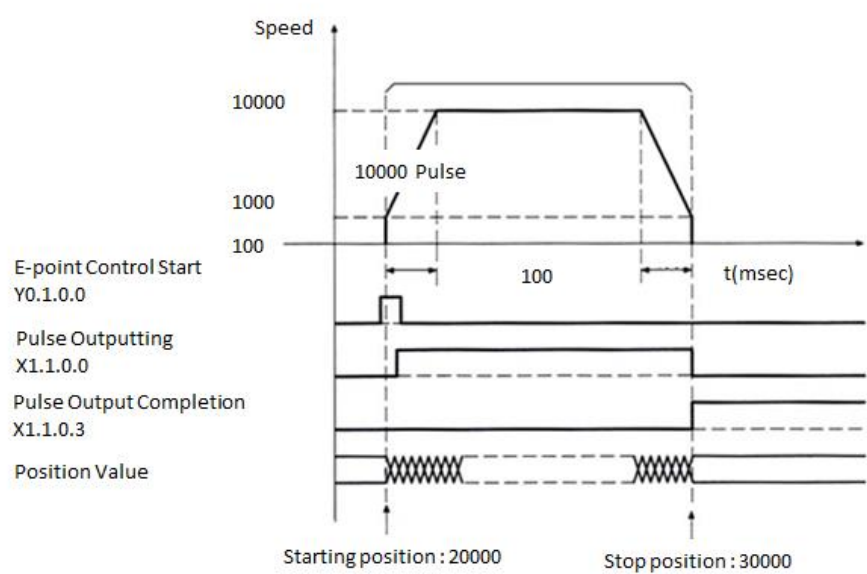 Speed
10000
10000 Pulse
1000
100
E-point Control Start
Y0.1.0.0
100
t(msec)
Pulse Outputting
X1.1.0.0
Pulse Output Completion
X1.1.0.3
Position Value
Starting position : 20000
Stop position : 30000